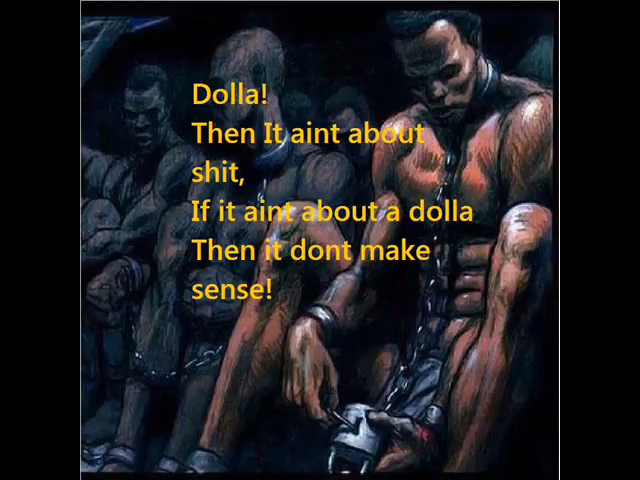 Dolla!
Then It aint about
shit,
If it aint about a dolla
Then it dont make
sense!